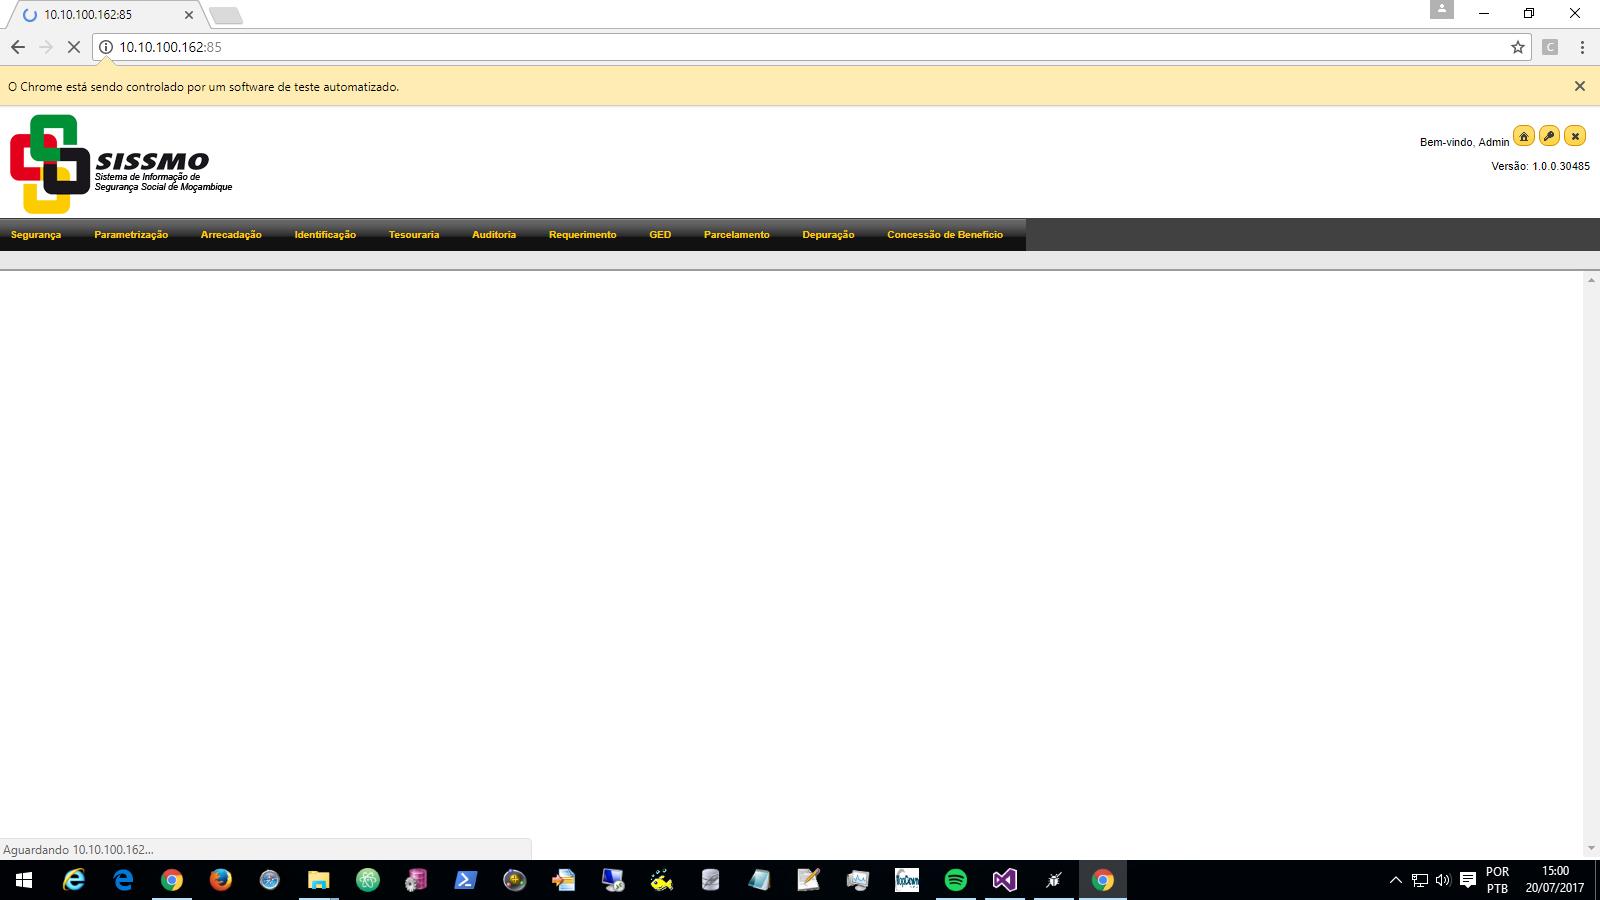 10.10.100.162:85
10.10.100.162:85
C
O Chrome está sendo controlado por um software de teste automatizado.
SISSMO
Sistema de Informação de
Segurança Social de Moçambique
Bem-vindo, Admin
Versão: 1.0.0.30485
Segurança Parametrização Arrecadação Identificação Tesouraria Auditoria Requerimento GED Parcelamento Depuração Concessão de Benefício
Aguardando 10.10.100.162...
POR
PTB
15:00
20/07/2017